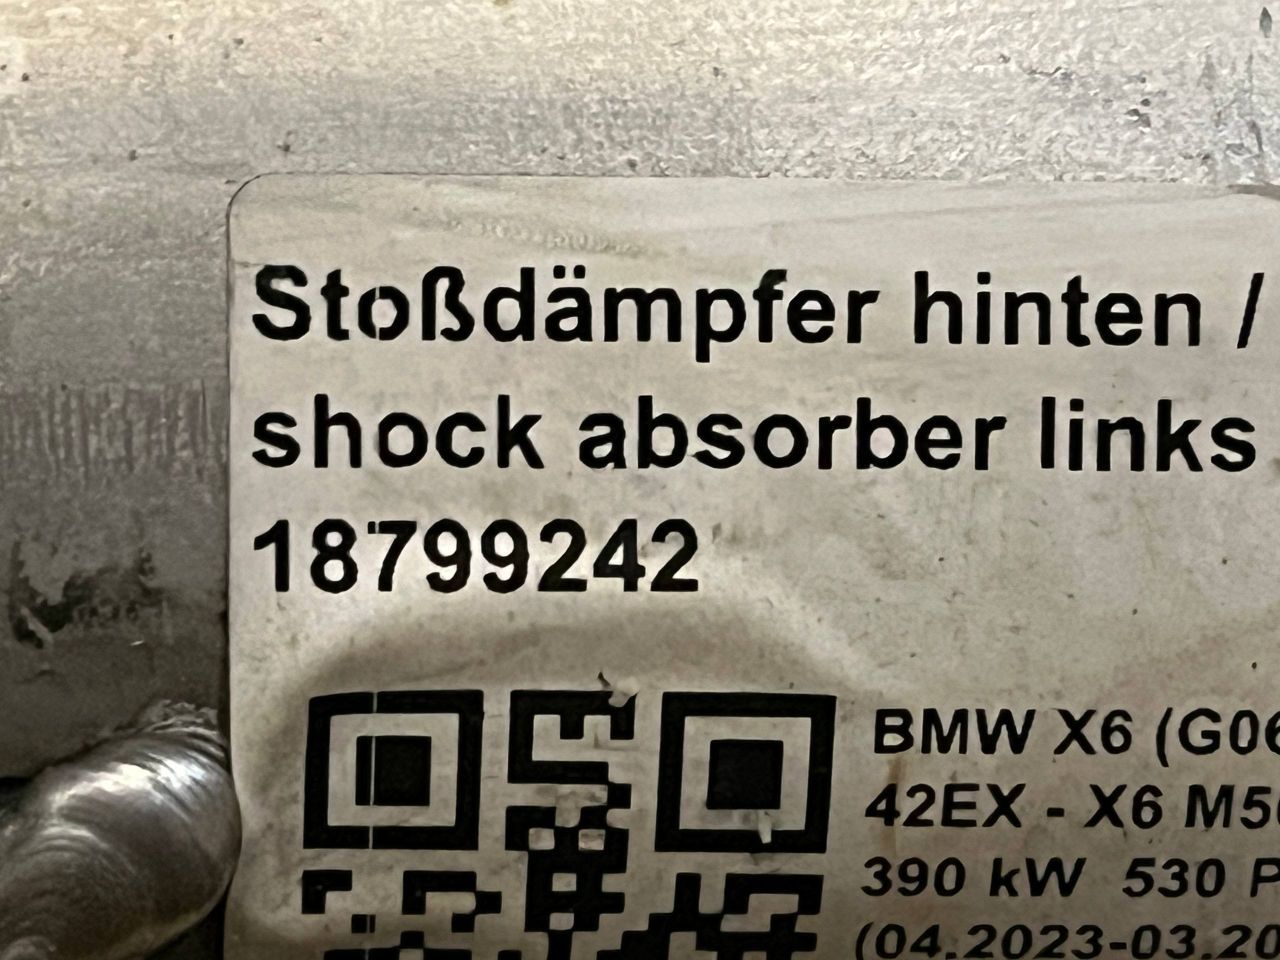 Stoßdämpfer hinten /
shock absorber links
18799242
BMW X6 (G06
42EX - X6 M5
390 kW 530 P
(04.2023-03.20